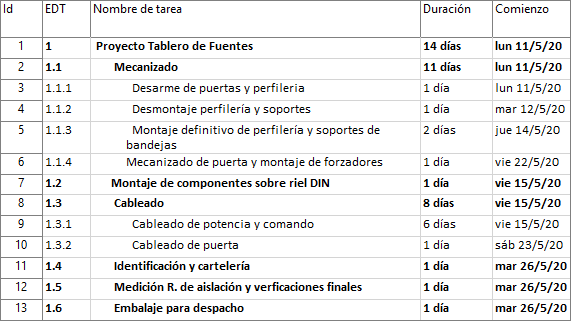 Id EDT Nombre de tarea Duración Comienzo
1 1 Proyecto Tablero de Fuentes 14 días lun 11/5/20
2 1.1 Mecanizado 11 días lun 11/5/20
3 1.1.1 Desarme de puertas y perfileria 1 día lun 11/5/20
4 1.1.2 Desmontaje perfilería y soportes 1 día mar 12/5/20
5 1.1.3 Montaje definitivo de perfilería y soportes de 2 días jue 14/5/20
bandejas
6 1.1.4 Mecanizado de puerta y montaje de forzadores 1 día vie 22/5/20
7 1.2 Montaje de componentes sobre riel DIN 1 día vie 15/5/20
8 1.3 Cableado 8 días vie 15/5/20
9 1.3.1 Cableado de potencia y comando 6 días vie 15/5/20
10 1.3.2 Cableado de puerta 1 día sáb 23/5/20
11 1.4 Identificación y cartelería 1 día mar 26/5/20
12 1.5 Medición R. de aislación y verficaciones finales 1 día mar 26/5/20
13 1.6 Embalaje para despacho 1 día mar 26/5/20